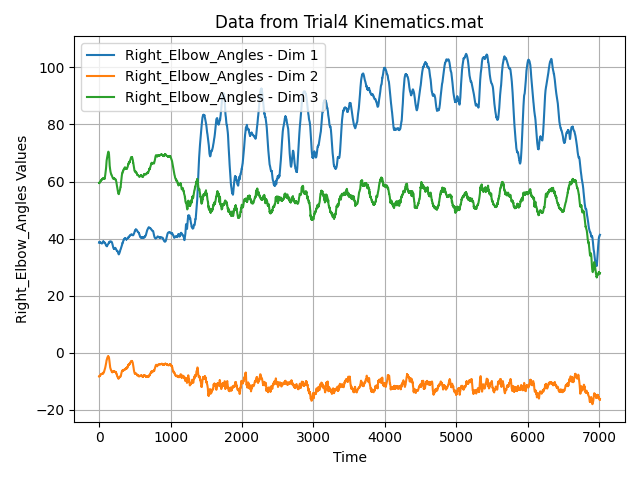 Data from Trial4 Kinematics.mat
Right_Elbow_Angles - Dim 1
Right_Elbow_Angles - Dim 2
Right_Elbow_Angles - Dim 3
Right_Elbow_Angles Values
100
80
60
40
20
0
−20
0 1000 2000 3000 4000 5000 6000 7000
Time